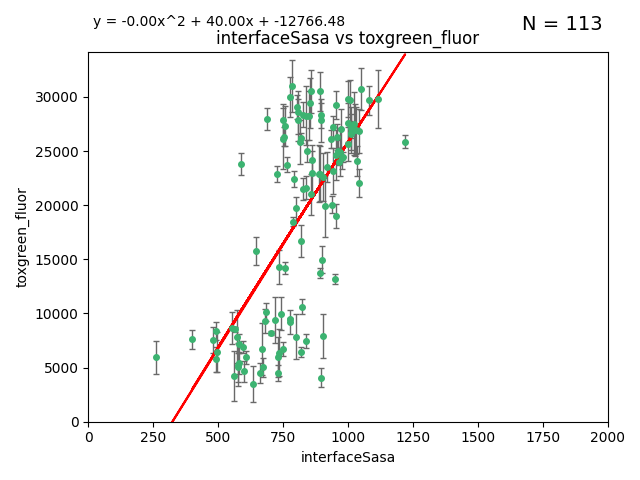 y = -0.00x^2 + 40.00x + -12766.48
N = 113
interfaceSasa vs toxgreen_fluor
toxgreen_fluor
30000
25000
20000
15000
10000
5000
0
0 250 500 750 1000 1250 1500 1750 2000
interfaceSasa